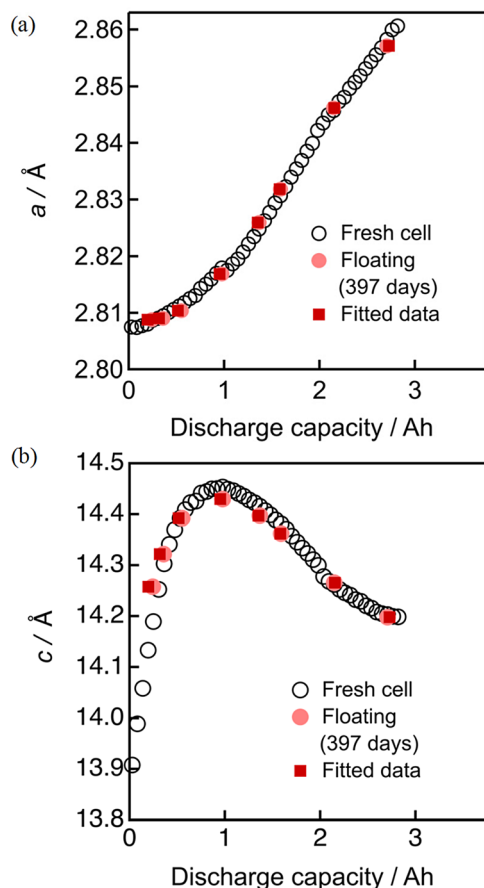 (a)
2.86
2.85
2.84
2.83
2.82
2.81
2.80
a / Å
Fresh cell
Floating
(397 days)
Fitted data
0 1 2 3
Discharge capacity / Ah
(b)
14.5
14.4
14.3
14.2
14.1
14.0
13.9
13.8
c / Å
Fresh cell
Floating
(397 days)
Fitted data
0 1 2 3
Discharge capacity / Ah